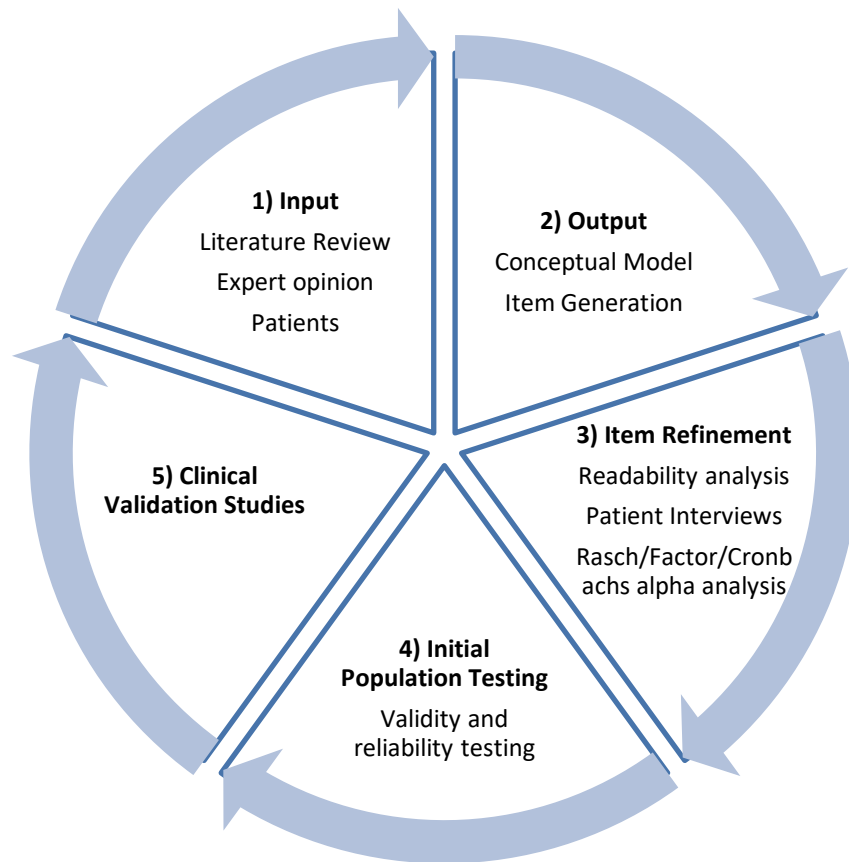 1) Input
Literature Review
Expert opinion
Patients
2) Output
Conceptual Model
Item Generation
3) Item Refinement
Readability analysis
Patient Interviews
Rasch/Factor/Cronb
achs alpha analysis
4) Initial
Population Testing
Validity and
reliability testing
5) Clinical
Validation Studies